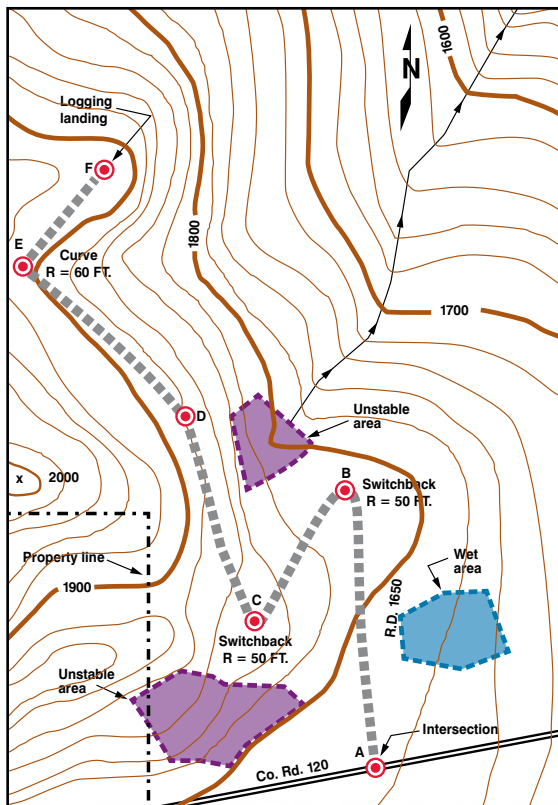 1600
N
Logging
landing
F
E
Curve
R = 60 FT.
1800
1700
D
Unstable
area
B
Switchback
R = 50 FT.
x 2000
Property line
1900
Wet
area
R.D. 1650
C
Switchback
R = 50 FT.
Unstable
area
A
Intersection
Co. Rd. 120